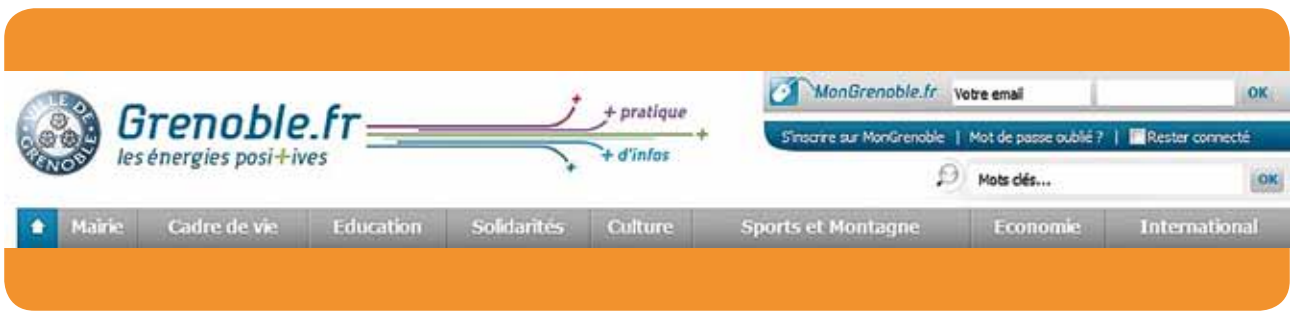 VILLE DE GRENOBLE
Grenoble.fr
les énergies posi+ives
+ pratique
+ d'infos
MonGrenoble.fr Votre email OK
S'inscrire sur MonGrenoble | Mot de passe oublié ? | Rester connecté
Mots clés... OK
Mairie Cadre de vie Education Solidarités Culture Sports et Montagne Economie International